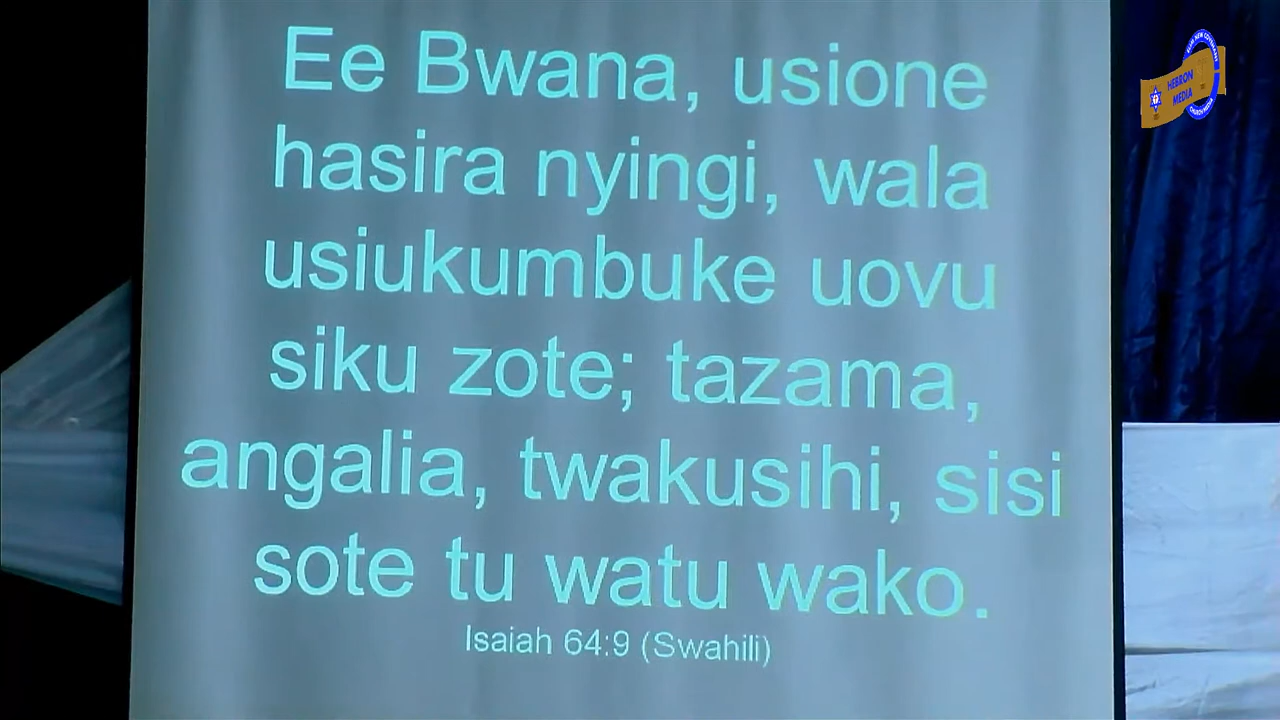 Ee Bwana, usione
hasira nyingi, wala
usiukumbuke uovu
siku zote; tazama,
angalia, twakusihi, sisi
sote tu watu wako.
Isaiah 64:9 (Swahili)
HEBRON
MEDIA